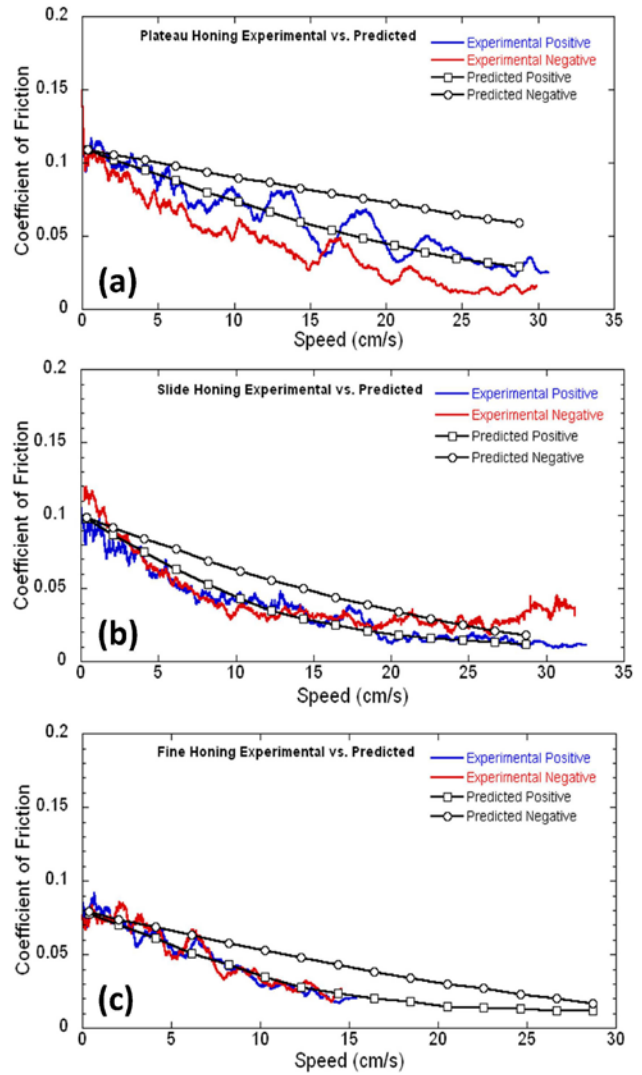 Plateau Honing Experimental vs. Predicted
Experimental Positive
Experimental Negative
Predicted Positive
Predicted Negative
0.2
0.15
0.1
0.05
0
Coefficient of Friction
(a)
0 5 10 15 20 25 30 35
Speed (cm/s)
Slide Honing Experimental vs. Predicted
Experimental Positive
Experimental Negative
Predicted Positive
Predicted Negative
0.2
0.15
0.1
0.05
0
Coefficient of Friction
(b)
0 5 10 15 20 25 30 35
Speed (cm/s)
Fine Honing Experimental vs. Predicted
Experimental Positive
Experimental Negative
Predicted Positive
Predicted Negative
0.2
0.15
0.1
0.05
0
Coefficient of Friction
(c)
0 5 10 15 20 25 30
Speed (cm/s)